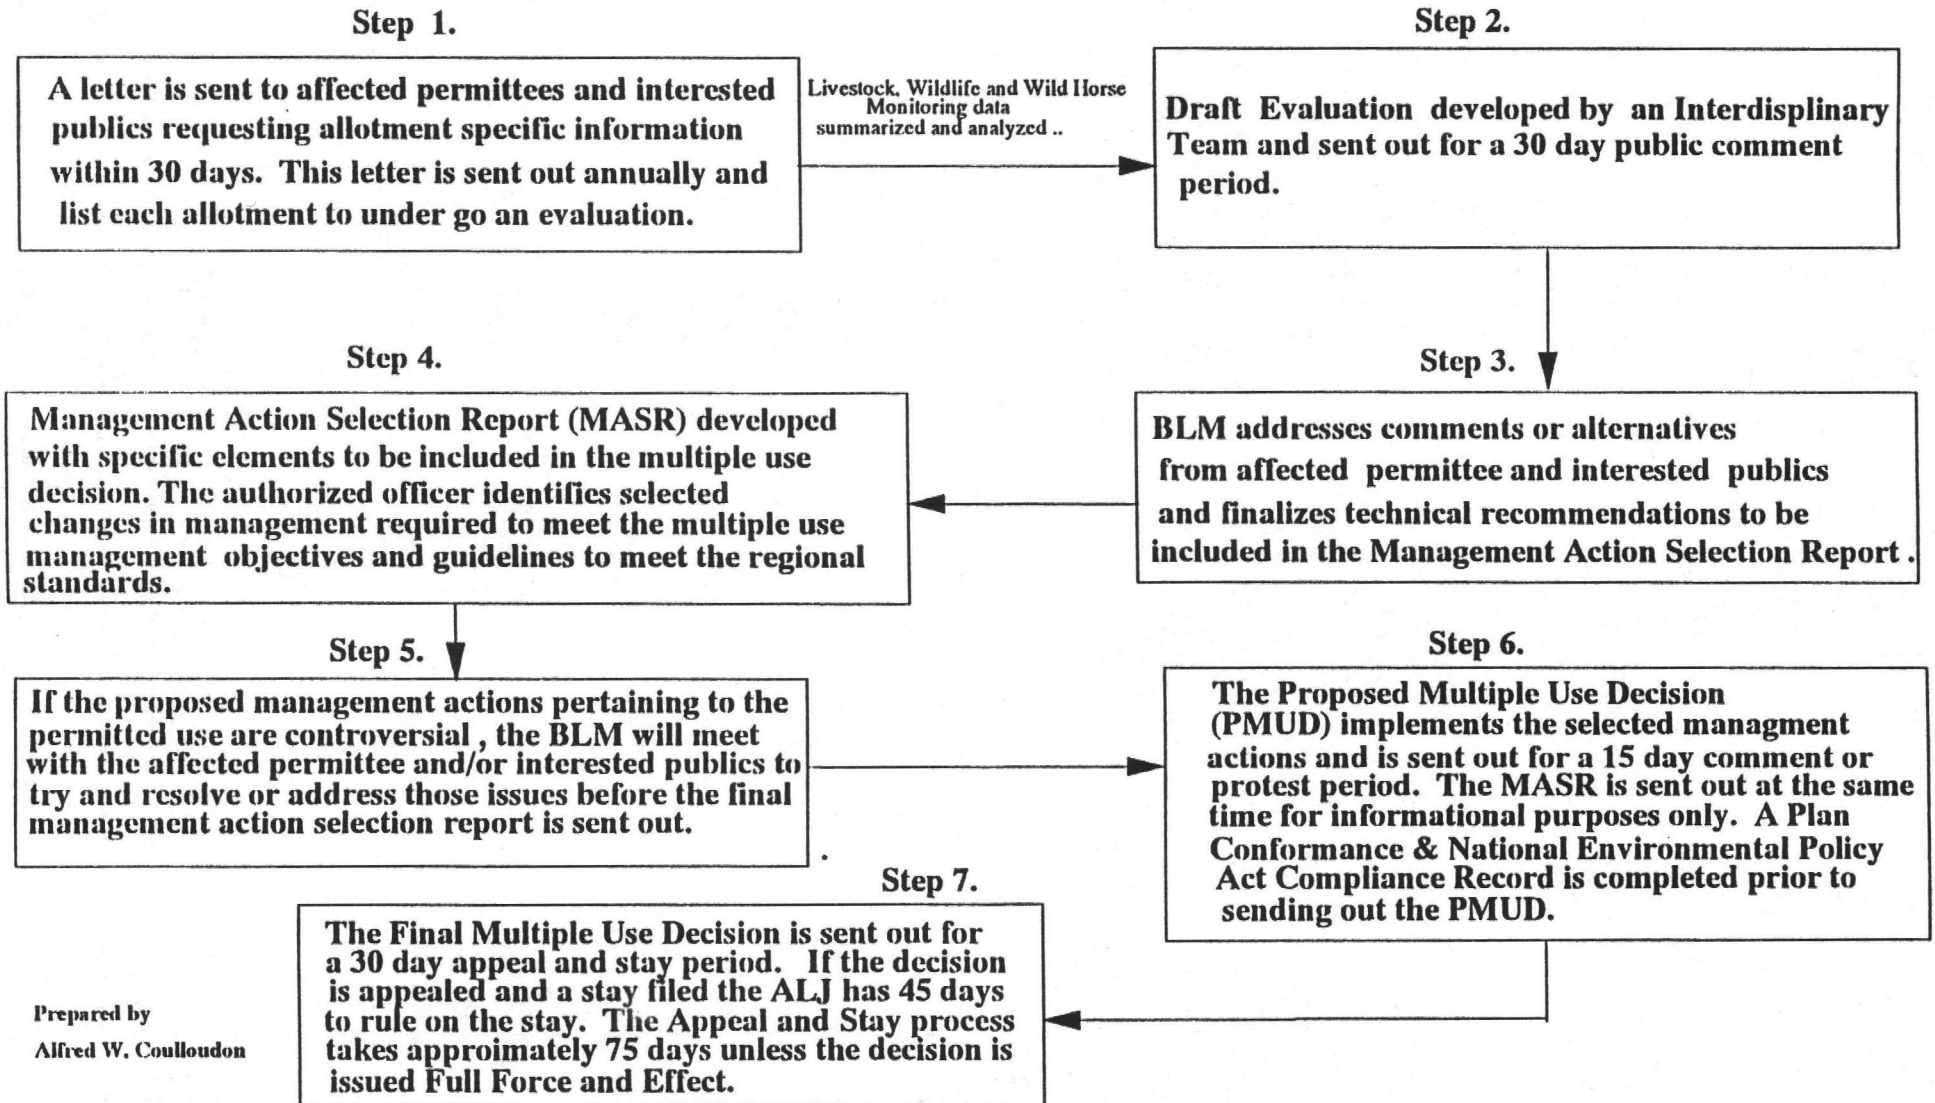 Step 1.
A letter is sent to affected permittees and interested
publics requesting allotment specific information
within 30 days. This letter is sent out annually and
list each allotment to under go an evaluation.
Livestock, Wildlife and Wild Horse
Monitoring data
summarized and analyzed ..
Step 2.
Draft Evaluation developed by an Interdisplinary
Team and sent out for a 30 day public comment
period.
Step 3.
BLM addresses comments or alternatives
from affected permittee and interested publics
and finalizes technical recommendations to be
included in the Management Action Selection Report .
Step 4.
Management Action Selection Report (MASR) developed
with specific elements to be included in the multiple use
decision. The authorized officer identifies selected
changes in management required to meet the multiple use
management objectives and guidelines to meet the regional
standards.
Step 5.
If the proposed management actions pertaining to the
permitted use are controversial , the BLM will meet
with the affected permittee and/or interested publics to
try and resolve or address those issues before the final
management action selection report is sent out.
Step 6.
The Proposed Multiple Use Decision
(PMUD) implements the selected managment
actions and is sent out for a 15 day comment or
protest period. The MASR is sent out at the same
time for informational purposes only. A Plan
Conformance & National Environmental Policy
Act Compliance Record is completed prior to
sending out the PMUD.
Step 7.
The Final Multiple Use Decision is sent out for
a 30 day appeal and stay period. If the decision
is appealed and a stay filed the ALJ has 45 days
to rule on the stay. The Appeal and Stay process
takes approimately 75 days unless the decision is
issued Full Force and Effect.
Prepared by
Alfred W. Coulloudon